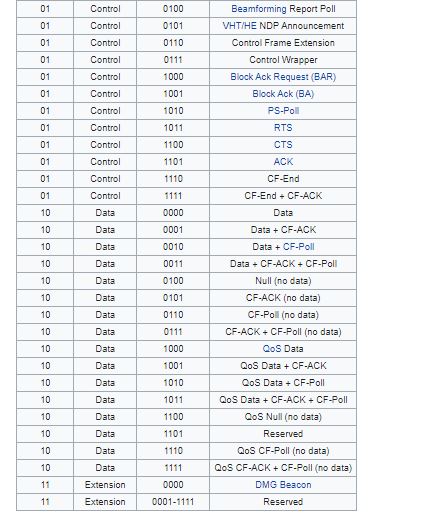 01 Control 0100 Beamforming Report Poll
01 Control 0101 VHT/HE NDP Announcement
01 Control 0110 Control Frame Extension
01 Control 0111 Control Wrapper
01 Control 1000 Block Ack Request (BAR)
01 Control 1001 Block Ack (BA)
01 Control 1010 PS-Poll
01 Control 1011 RTS
01 Control 1100 CTS
01 Control 1101 ACK
01 Control 1110 CF-End
01 Control 1111 CF-End + CF-ACK
10 Data 0000 Data
10 Data 0001 Data + CF-ACK
10 Data 0010 Data + CF-Poll
10 Data 0011 Data + CF-ACK + CF-Poll
10 Data 0100 Null (no data)
10 Data 0101 CF-ACK (no data)
10 Data 0110 CF-Poll (no data)
10 Data 0111 CF-ACK + CF-Poll (no data)
10 Data 1000 QoS Data
10 Data 1001 QoS Data + CF-ACK
10 Data 1010 QoS Data + CF-Poll
10 Data 1011 QoS Data + CF-ACK + CF-Poll
10 Data 1100 QoS Null (no data)
10 Data 1101 Reserved
10 Data 1110 QoS CF-Poll (no data)
10 Data 1111 QoS CF-ACK + CF-Poll (no data)
11 Extension 0000 DMG Beacon
11 Extension 0001-1111 Reserved